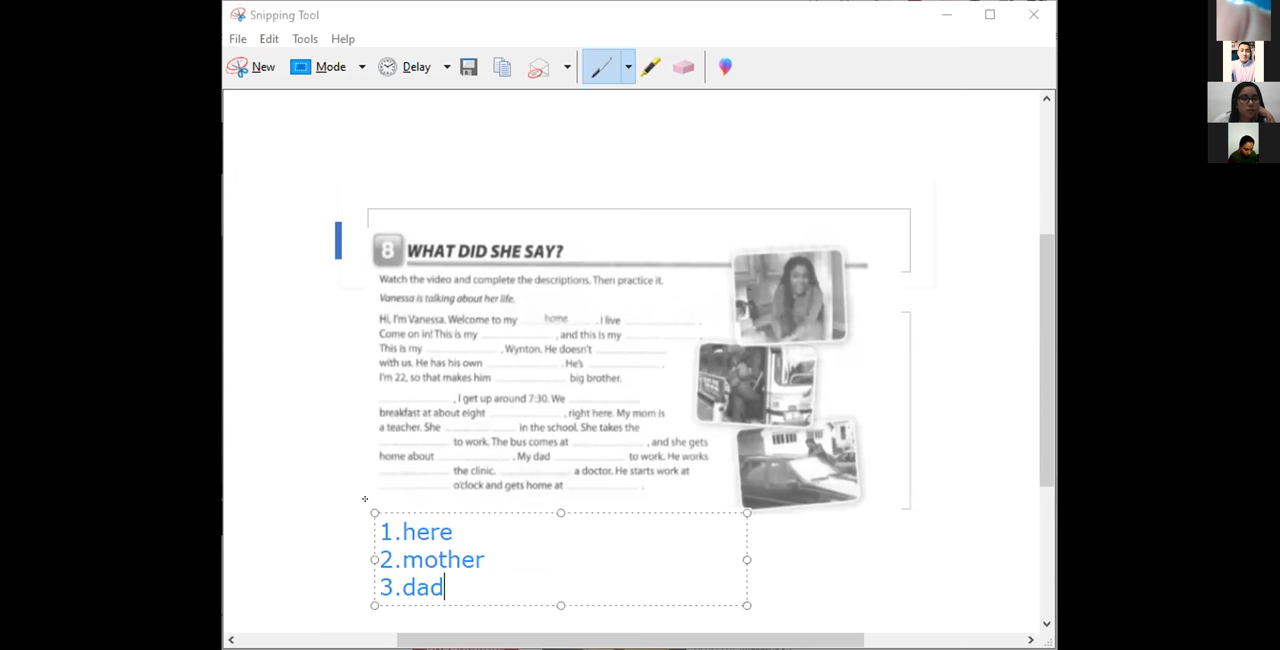 Snipping Tool
File Edit Tools Help
New Mode Delay
8 WHAT DID SHE SAY?
Watch the video and complete the descriptions. Then practice it.
Vanessa is talking about her life.
Hi, I'm Vanessa. Welcome to my home . I live .
Come on in! This is my , and this is my .
This is my , Wynton. He doesn't
with us. He has his own . He's .
I'm 22, so that makes him big brother.
, I get up around 7:30. We
breakfast at about eight , right here. My mom is
a teacher. She in the school. She takes the
to work. The bus comes at , and she gets
home about . My dad to work. He works
the clinic. a doctor. He starts work at
o'clock and gets home at .
1.here
2.mother
3.dad